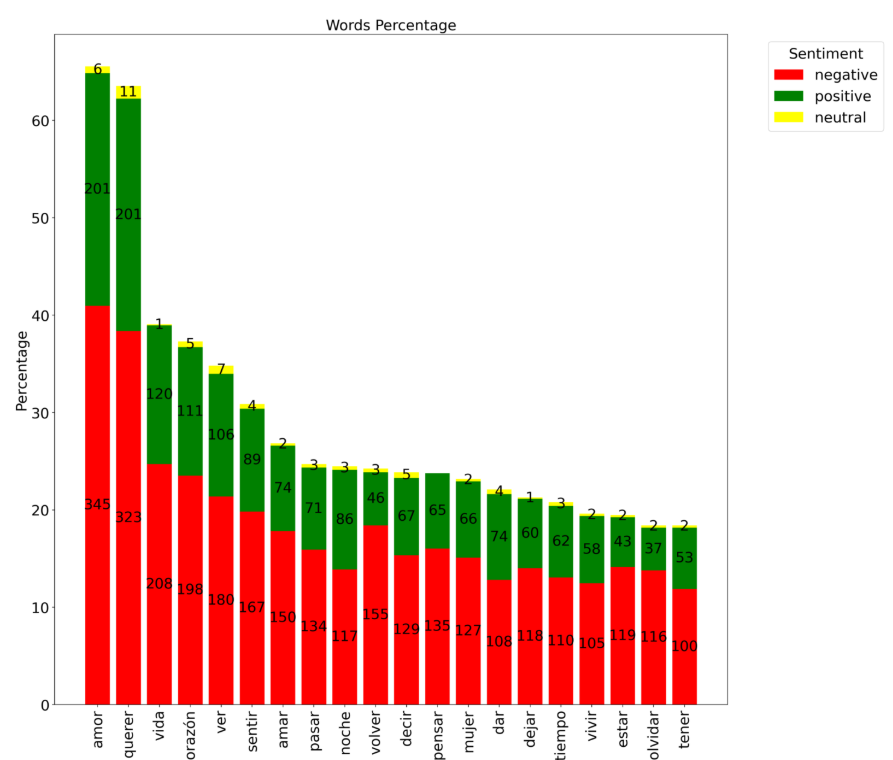 Words Percentage
Sentiment
negative
positive
neutral
Percentage
60
50
40
30
20
10
0
6
201
345
11
201
323
1
120
208
5
111
198
7
106
180
4
89
167
2
74
150
3
71
134
3
86
117
3
46
155
5
67
129
65
135
2
66
127
4
74
108
1
60
118
3
62
110
2
58
105
2
43
119
2
37
116
2
53
100
amor
querer
vida
orazón
ver
sentir
amar
pasar
noche
volver
decir
pensar
mujer
dar
dejar
tiempo
vivir
estar
olvidar
tener